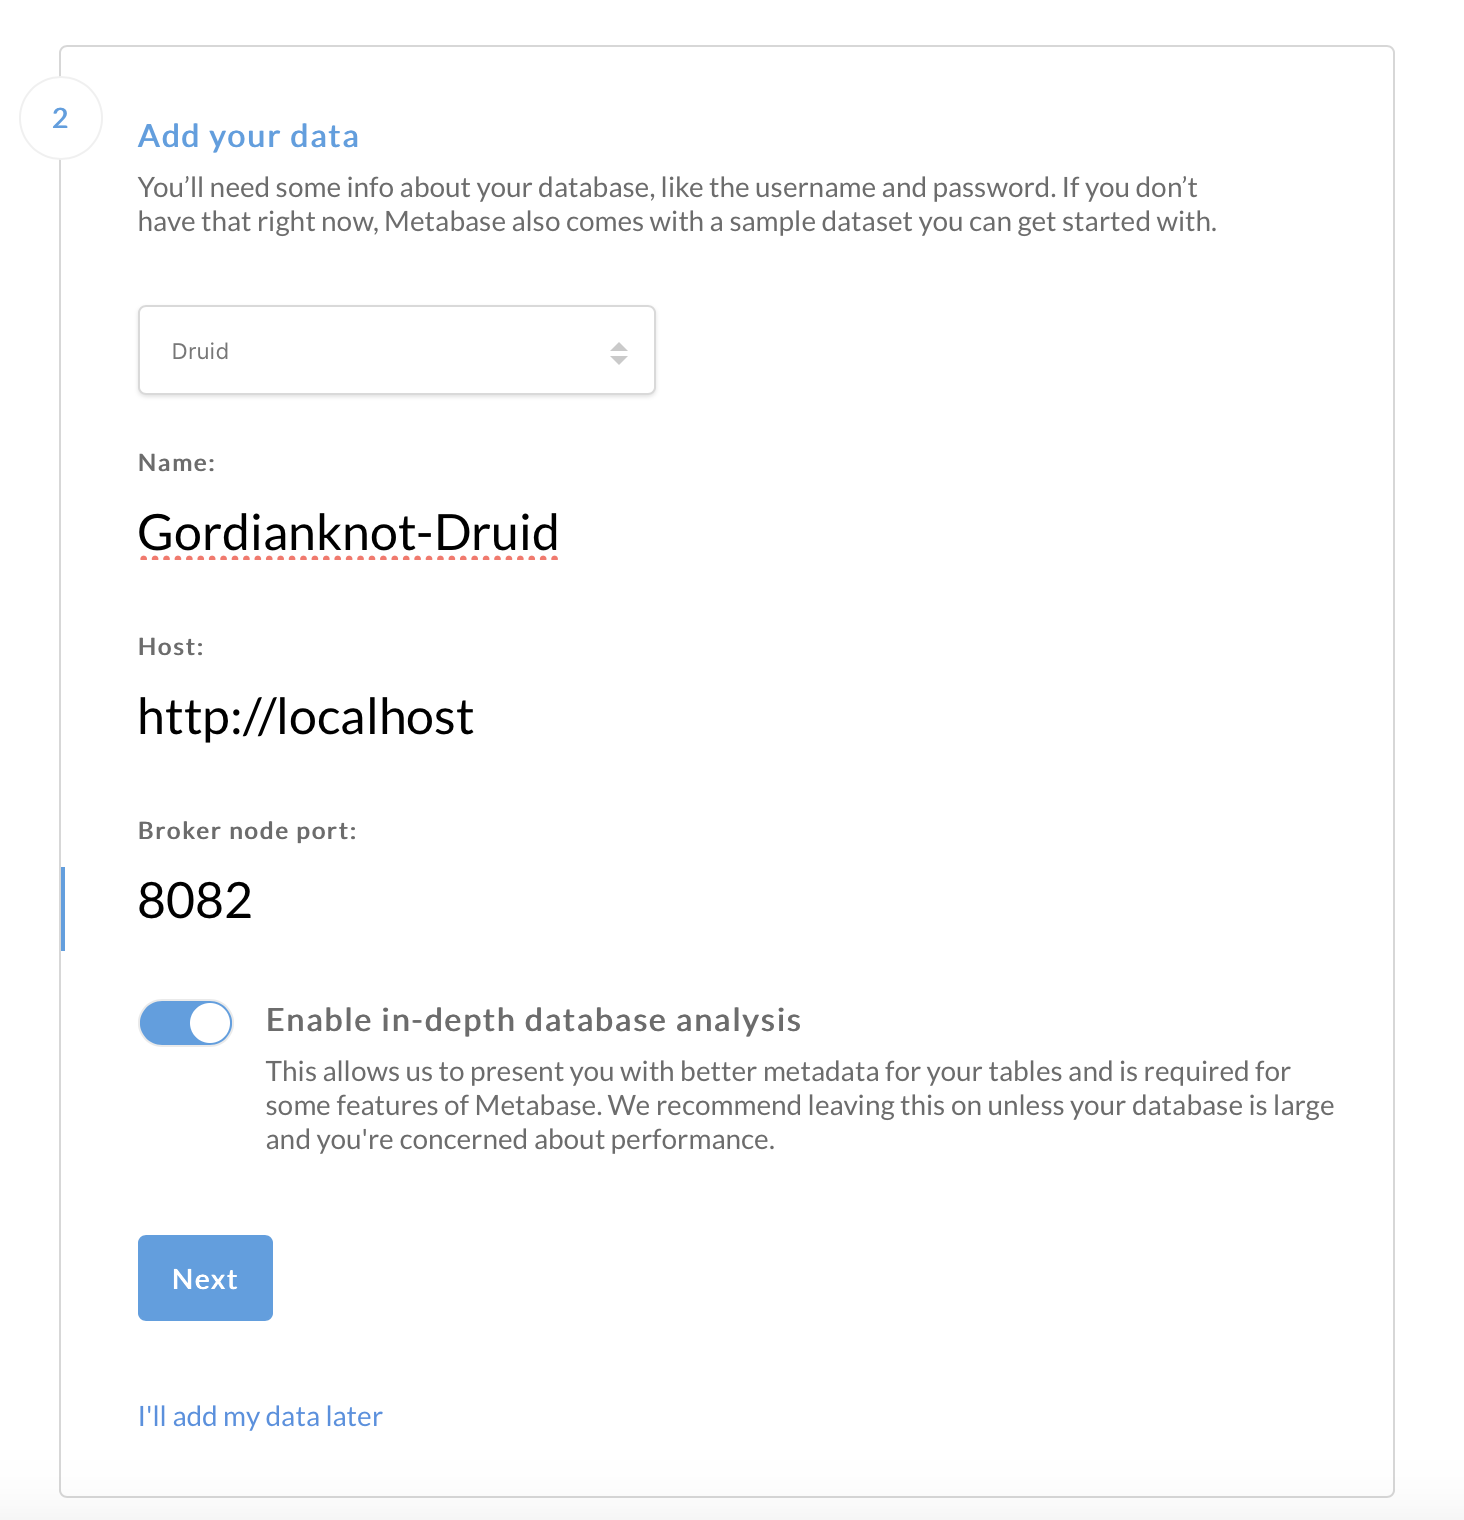 2
Add your data
You’ll need some info about your database, like the username and password. If you don’t
have that right now, Metabase also comes with a sample dataset you can get started with.
Druid
Name:
Gordianknot-Druid
Host:
http://localhost
Broker node port:
8082
Enable in-depth database analysis
This allows us to present you with better metadata for your tables and is required for
some features of Metabase. We recommend leaving this on unless your database is large
and you're concerned about performance.
Next
I'll add my data later